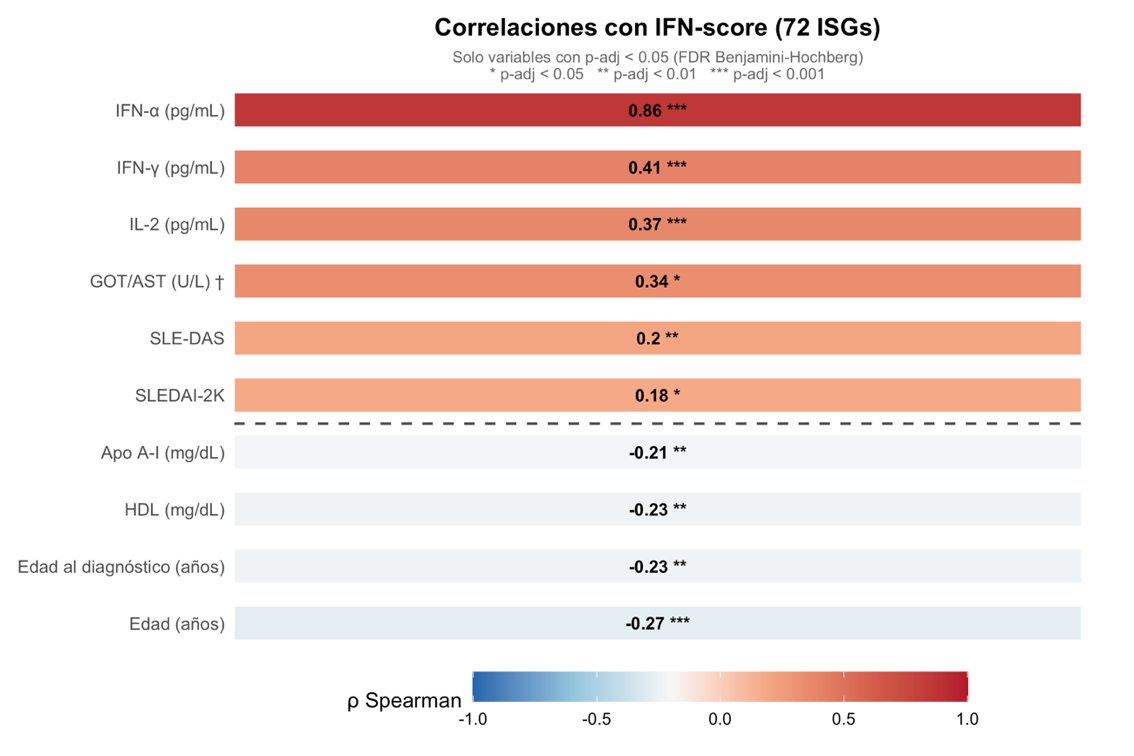 Correlaciones con IFN-score (72 ISGs)
Solo variables con p-adj < 0.05 (FDR Benjamini-Hochberg)
* p-adj < 0.05   ** p-adj < 0.01   *** p-adj < 0.001
IFN-α (pg/mL) 0.86 ***
IFN-γ (pg/mL) 0.41 ***
IL-2 (pg/mL) 0.37 ***
GOT/AST (U/L) † 0.34 *
SLE-DAS 0.2 **
SLEDAI-2K 0.18 *
Apo A-I (mg/dL) -0.21 **
HDL (mg/dL) -0.23 **
Edad al diagnóstico (años) -0.23 **
Edad (años) -0.27 ***
ρ Spearman
-1.0 -0.5 0.0 0.5 1.0